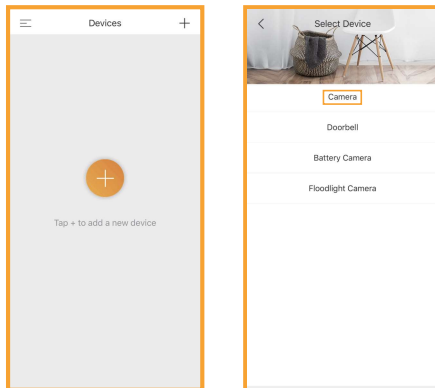 Devices
Tap + to add a new device
Select Device
Camera
Doorbell
Battery Camera
Floodlight Camera